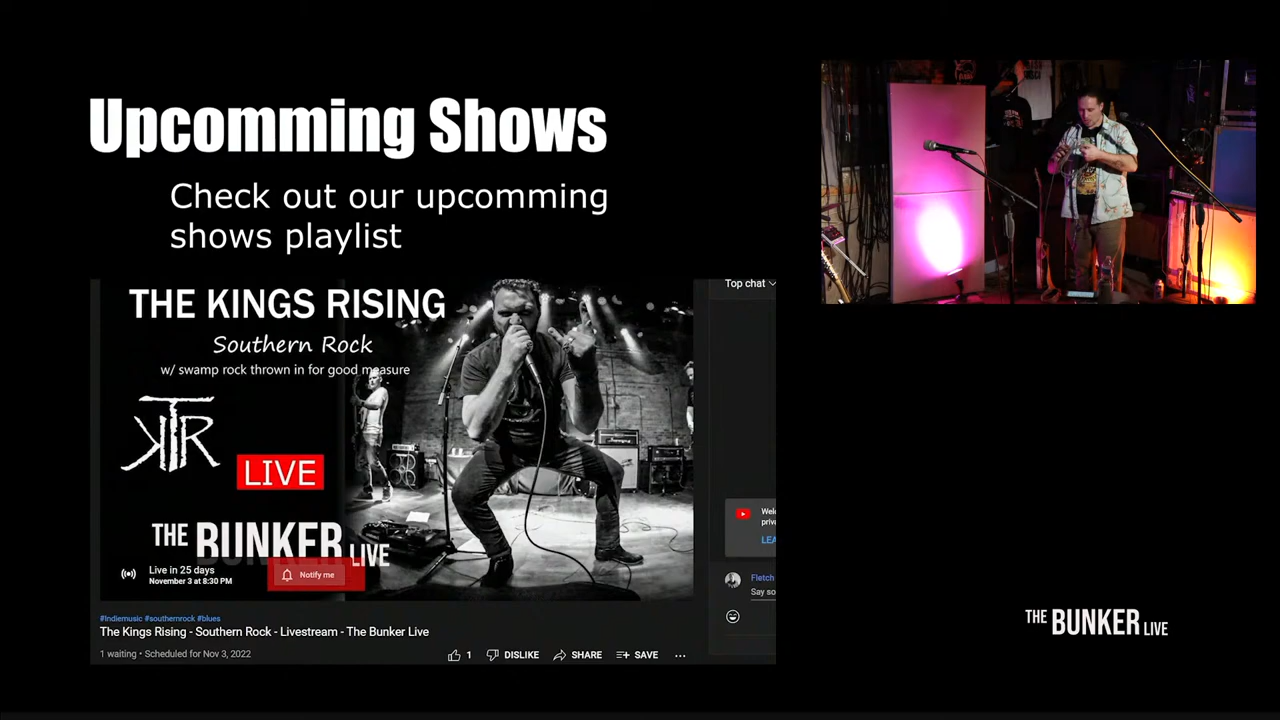 Upcomming Shows
Check out our upcomming
shows playlist
THE KINGS RISING
Southern Rock
w/ swamp rock thrown in for good measure
KTR
LIVE
THE BUNKER LIVE
Live in 25 days
November 3 at 8:30 PM
Notify me
#Indiemusic #southernrock #blues
The Kings Rising - Southern Rock - Livestream - The Bunker Live
1 waiting • Scheduled for Nov 3, 2022
1 DISLIKE SHARE SAVE ...
Top chat
Fletch
THE BUNKER LIVE